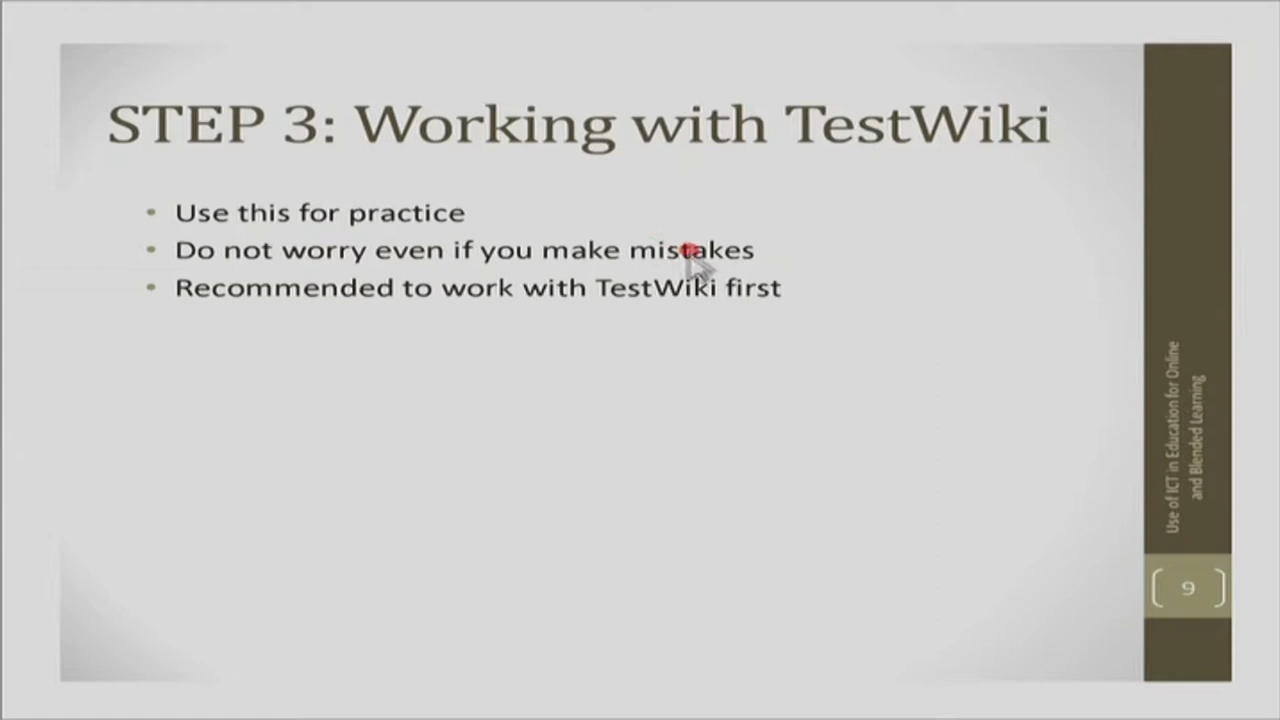 STEP 3: Working with TestWiki
• Use this for practice
• Do not worry even if you make mistakes
• Recommended to work with TestWiki first
Use of ICT in Education for Online
and Blended Learning
9